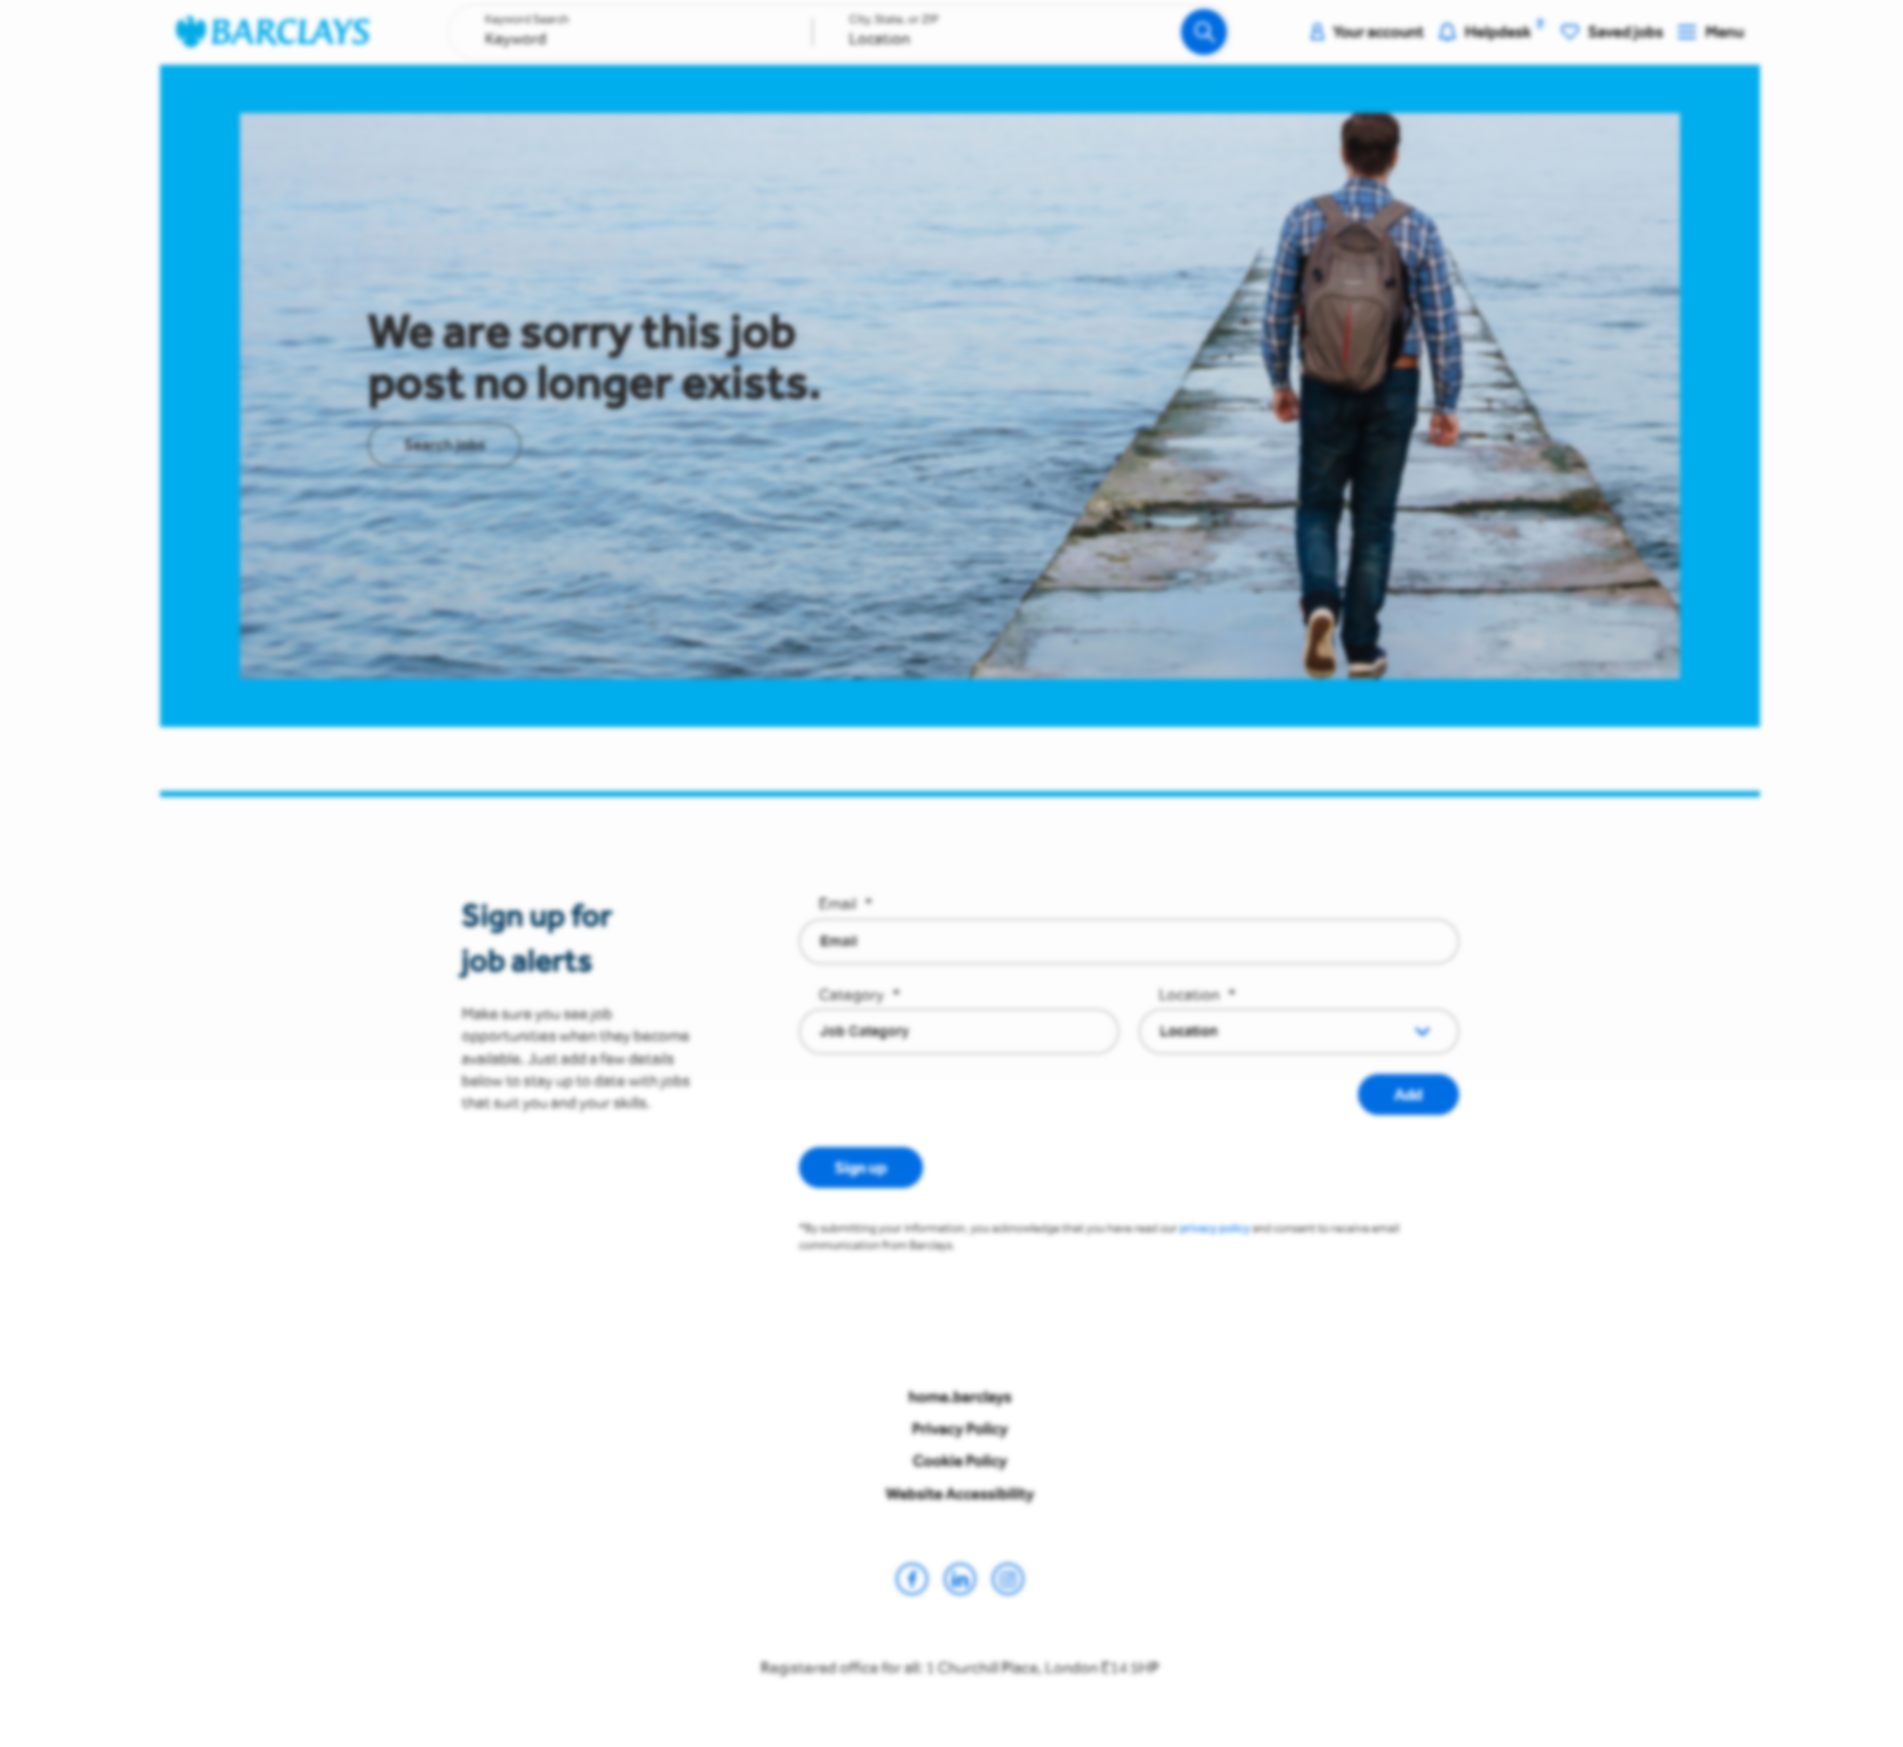 BARCLAYS
Keyword Search
Keyword
City, State, or ZIP
Location
Your account
Helpdesk
Saved jobs
Menu
We are sorry this job
post no longer exists.
Search jobs
Sign up for
job alerts
Make sure you see job
opportunities when they become
available. Just add a few details
below to stay up to date with jobs
that suit you and your skills.
Email *
Email
Category *
Job Category
Location *
Location
Add
Sign up
*By submitting your information, you acknowledge that you have read our privacy policy and consent to receive email
communication from Barclays.
home.barclays
Privacy Policy
Cookie Policy
Website Accessibility
Registered office for all: 1 Churchill Place, London E14 5HP